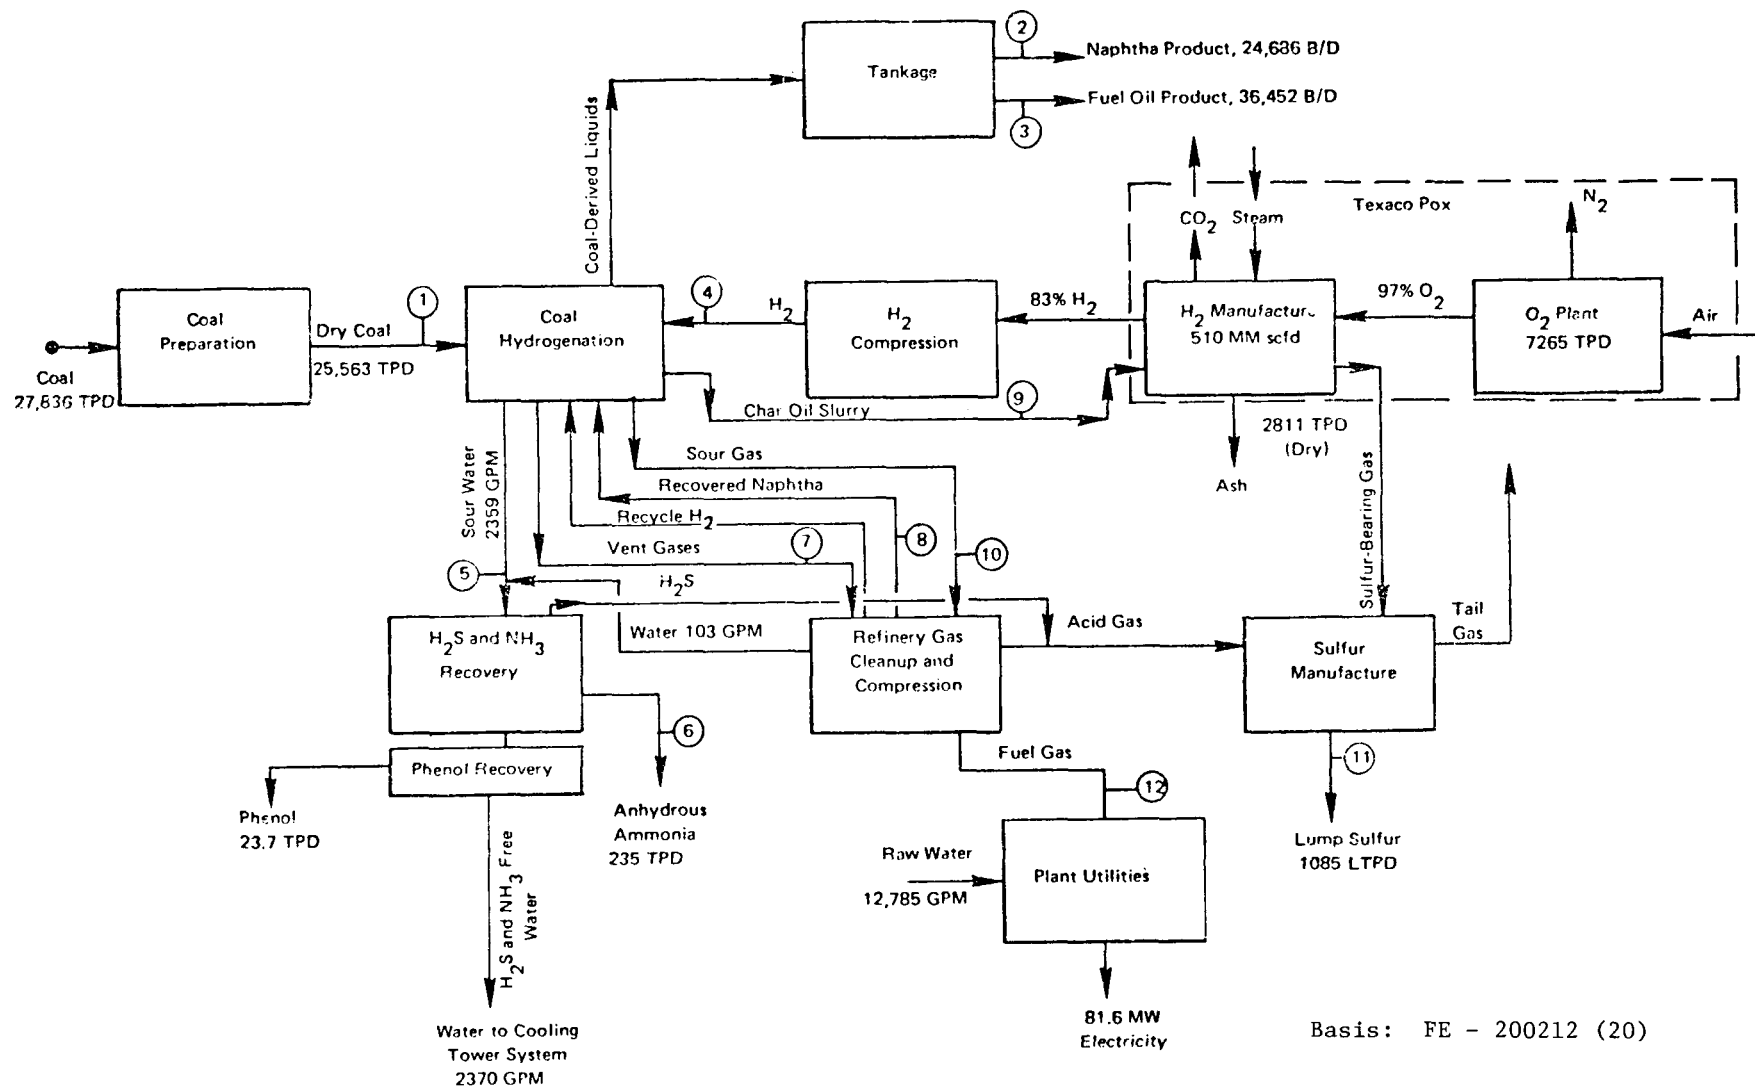 2
Naphtha Product, 24,686 B/D
Tankage
Fuel Oil Product, 36,452 B/D
3
Coal-Derived Liquids
CO2
Steam
Texaco Pox
N2
1
4
Coal
Preparation
Dry Coal
25,563 TPD
Coal
27,836 TPD
Coal
Hydrogenation
H2
H2
Compression
83% H2
H2 Manufacture
510 MM scfd
97% O2
O2 Plant
7265 TPD
Air
Char Oil Slurry
9
2811 TPD
(Dry)
Ash
Sour Water
2359 GPM
Sour Gas
Recovered Naphtha
Recycle H2
Vent Gases
7
8
10
5
H2S
Sulfur-Bearing Gas
Tail
Gas
H2S and NH3
Recovery
Water 103 GPM
Refinery Gas
Cleanup and
Compression
Acid Gas
Sulfur
Manufacture
6
Phenol Recovery
Fuel Gas
11
12
Phenol
23.7 TPD
Anhydrous
Ammonia
235 TPD
Lump Sulfur
1085 LTPD
H2S and NH3 Free
Water
Raw Water
12,785 GPM
Plant Utilities
Water to Cooling
Tower System
2370 GPM
81.6 MW
Electricity
Basis: FE - 200212 (20)